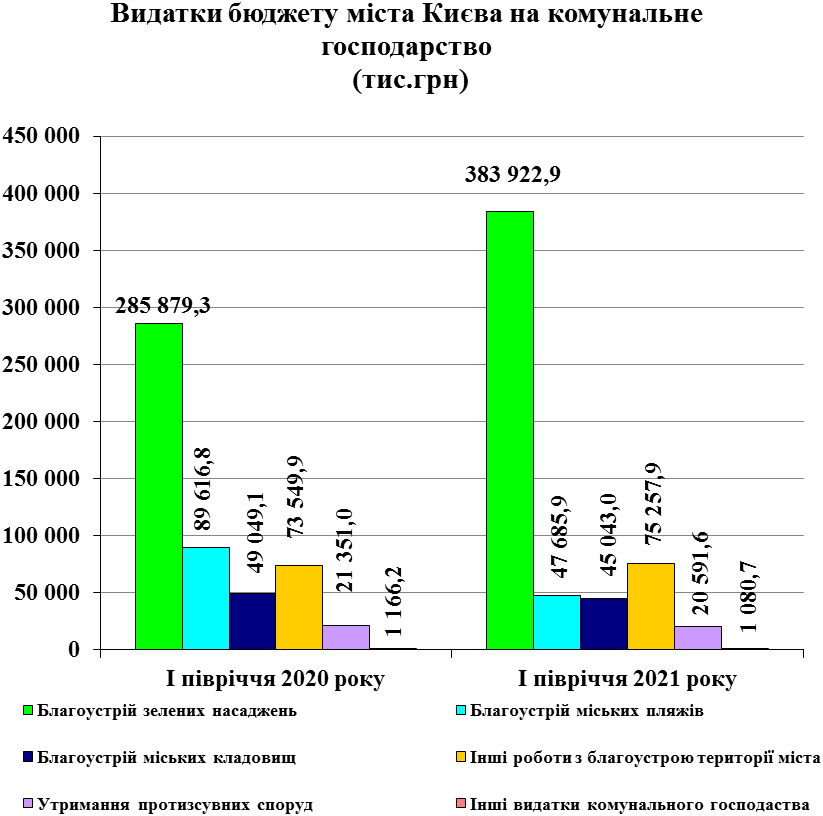 Видатки бюджету міста Києва на комунальне
господарство
(тис.грн)
450 000
400 000
350 000
300 000
250 000
200 000
150 000
100 000
50 000
0
285 879,3
89 616,8
49 049,1
73 549,9
21 351,0
1 166,2
383 922,9
47 685,9
45 043,0
75 257,9
20 591,6
1 080,7
І півріччя 2020 року
І півріччя 2021 року
Благоустрій зелених насаджень
Благоустрій міських пляжів
Благоустрій міських кладовищ
Інші роботи з благоустрою території міста
Утримання протизсувних споруд
Інші видатки комунального господаства